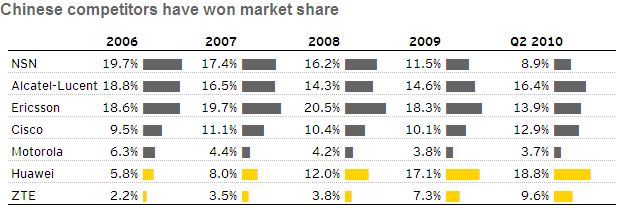 Chinese competitors have won market share
2006 2007 2008 2009 Q2 2010
NSN 19.7% 17.4% 16.2% 11.5% 8.9%
Alcatel-Lucent 18.8% 16.5% 14.3% 14.6% 16.4%
Ericsson 18.6% 19.7% 20.5% 18.3% 13.9%
Cisco 9.5% 11.1% 10.4% 10.1% 12.9%
Motorola 6.3% 4.4% 4.2% 3.8% 3.7%
Huawei 5.8% 8.0% 12.0% 17.1% 18.8%
ZTE 2.2% 3.5% 3.8% 7.3% 9.6%